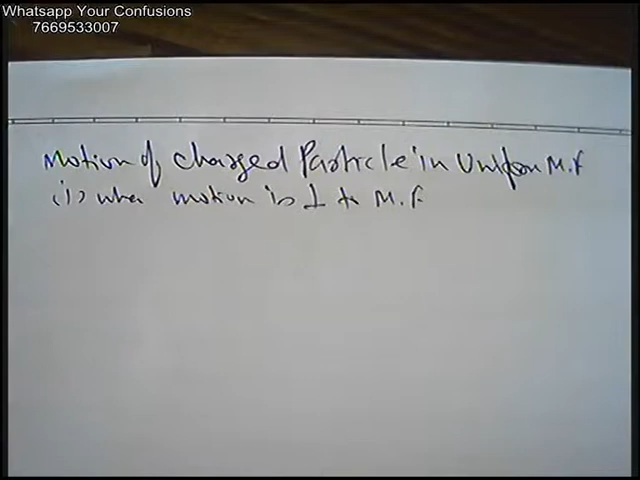 Whatsapp Your Confusions
7669533007
Motion of charged Particle in Uniform M.F
(i) when motion is ⊥ to M.F